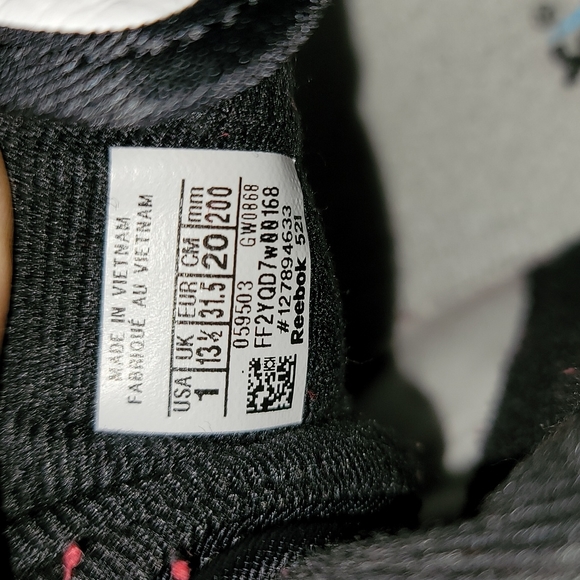 MADE IN VIETNAM
FABRIQUÉ AU VIETNAM
USA UK EUR CM mm
1 13½ 31.5 20 200
059503 GW0868
FF2YQD7w00168
#127894633
Reebok 521